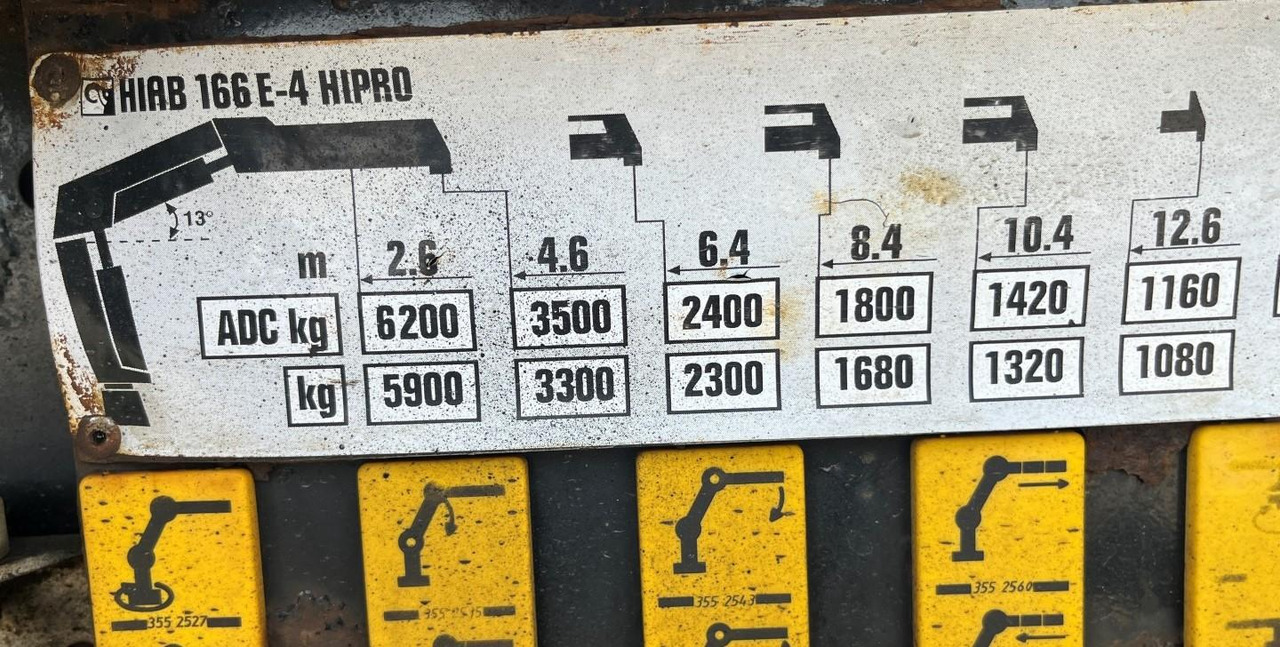 HIAB 166 E-4 HIPRO
13°
m 2.6 4.6 6.4 8.4 10.4 12.6
ADC kg 6200 3500 2400 1800 1420 1160
kg 5900 3300 2300 1680 1320 1080
355 2527 355 2543 355 2560